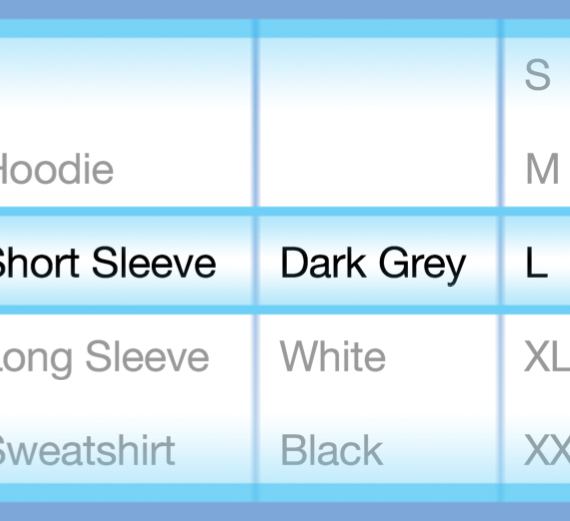 S
Hoodie M
Short Sleeve Dark Grey L
Long Sleeve White XL
Sweatshirt Black XX